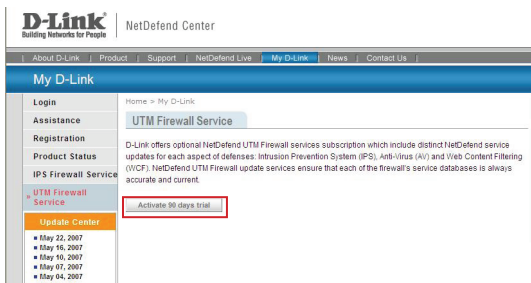 D-Link
Building Networks for People
NetDefend Center
| About D-Link | Product | Support | NetDefend Live | My D-Link | News | Contact Us |
My D-Link
Login
Assistance
Registration
Product Status
IPS Firewall Service
» UTM Firewall
Service
Update Center
May 22, 2007
May 16, 2007
May 10, 2007
May 07, 2007
May 04, 2007
Home > My D-Link
UTM Firewall Service
D-Link offers optional NetDefend UTM Firewall services subscription which include distinct NetDefend service
updates for each aspect of defenses: Intrusion Prevention System (IPS), Anti-Virus (AV) and Web Content Filtering
(WCF). NetDefend UTM Firewall update services ensure that each of the firewall's service databases is always
accurate and current.
Activate 90 days trial